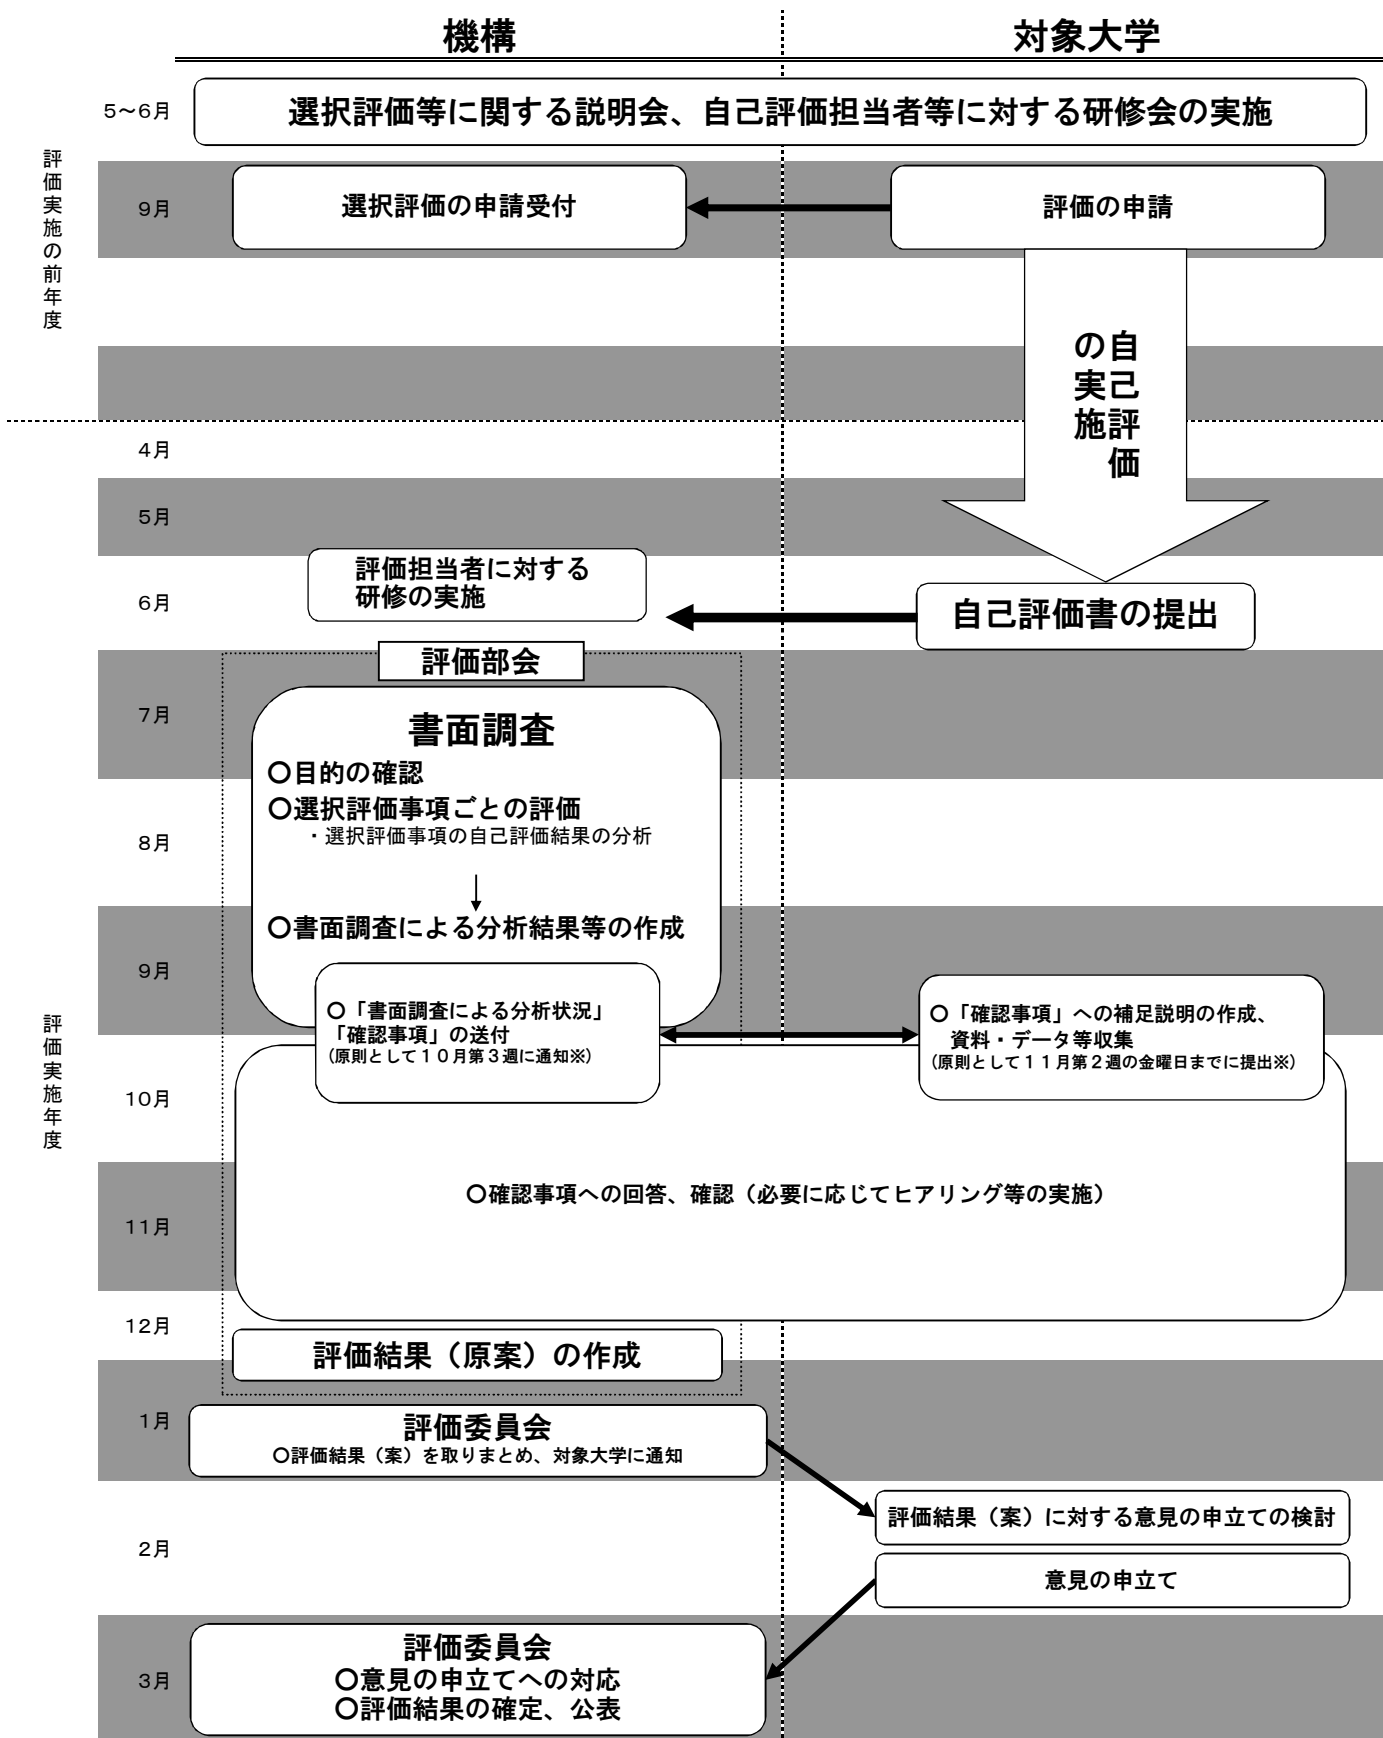 機構
対象大学
5～6月
選択評価等に関する説明会、自己評価担当者等に対する研修会の実施
評価実施の前年度
9月
選択評価の申請受付
評価の申請
自己評価
の実施
4月
5月
評価担当者に対する
研修の実施
6月
自己評価書の提出
評価部会
7月
書面調査
○目的の確認
○選択評価事項ごとの評価
・選択評価事項の自己評価結果の分析
8月
○書面調査による分析結果等の作成
9月
○「書面調査による分析状況」
「確認事項」の送付
(原則として１０月第３週に通知※)
○「確認事項」への補足説明の作成、
資料・データ等収集
(原則として１１月第２週の金曜日までに提出※)
評価実施年度
10月
○確認事項への回答、確認（必要に応じてヒアリング等の実施）
11月
12月
評価結果（原案）の作成
1月
評価委員会
○評価結果（案）を取りまとめ、対象大学に通知
評価結果（案）に対する意見の申立ての検討
2月
意見の申立て
評価委員会
○意見の申立てへの対応
3月
○評価結果の確定、公表